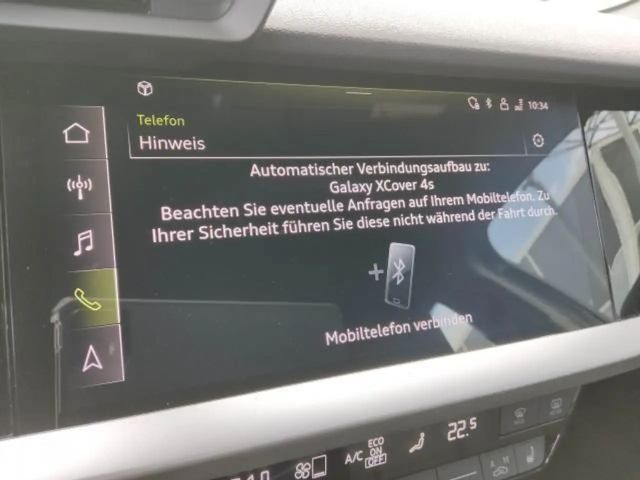 10:34
Telefon
Hinweis
Automatischer Verbindungsaufbau zu:
Galaxy XCover 4s
Beachten Sie eventuelle Anfragen auf Ihrem Mobiltelefon. Zu
Ihrer Sicherheit führen Sie diese nicht während der Fahrt durch.
Mobiltelefon verbinden
A/C
ECO
ON
OFF
22.5
A M